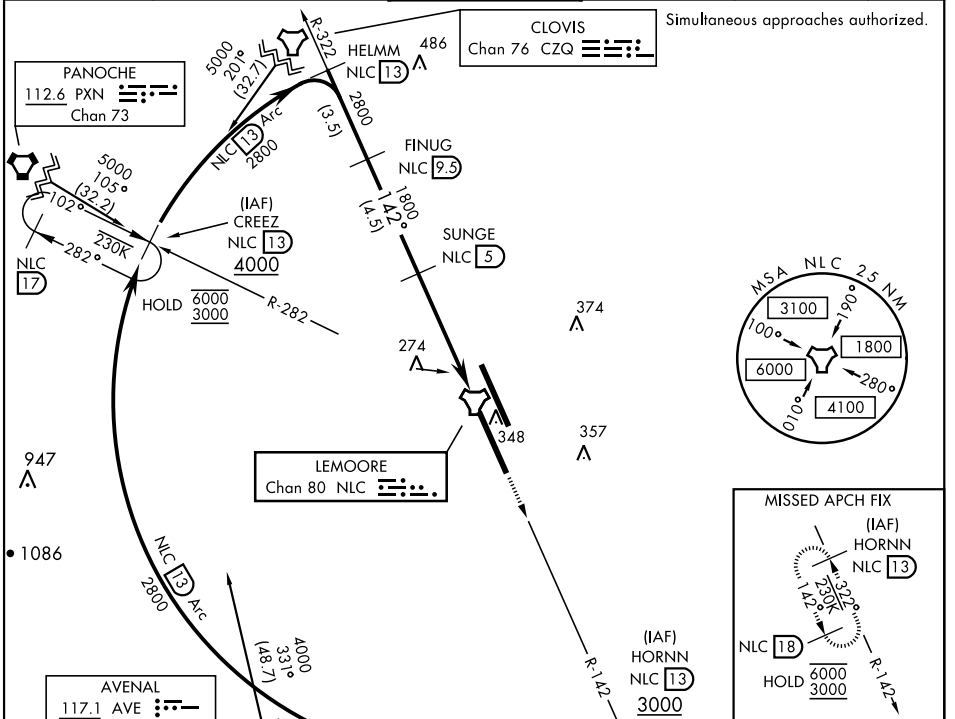 Simultaneous approaches authorized.
CLOVIS
Chan 76 CZQ
R-322
HELMM
NLC 13
486
5000
201°
(32.7)
PANOCHE
112.6 PXN
Chan 73
NLC 13 Arc
2800
2800
(3.5)
FINUG
NLC 9.5
5000
105°
(32.2)
102°
230K
282°
NLC
17
(IAF)
CREEZ
NLC 13
4000
1800
142°
(4.5)
SUNGE
NLC 5
HOLD 6000
3000
R-282
374
274
348
357
MSA NLC 25 NM
3100
190°
100°
1800
6000
280°
010°
4100
947
LEMOORE
Chan 80 NLC
1086
NLC 13 Arc
2800
MISSED APCH FIX
(IAF)
HORNN
NLC 13
230K
322°
142°
NLC 18
HOLD 6000
3000
R-142
4000
331°
(48.7)
(IAF)
HORNN
NLC 13
3000
R-142
AVENAL
117.1 AVE